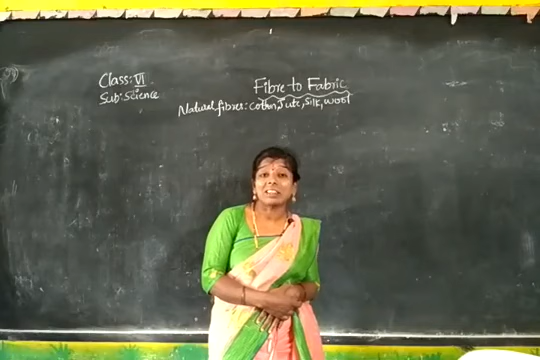 Class: VI
Sub: Science
Fibre to Fabric
Natural fibres: cotton, Jute, Silk, wool